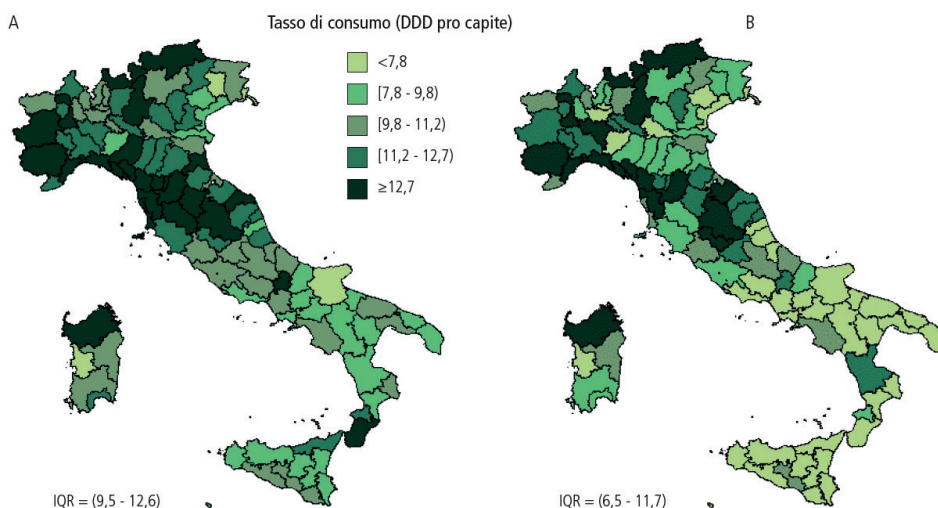 A
Tasso di consumo (DDD pro capite)
B
<7,8
[7,8 - 9,8)
[9,8 - 11,2)
[11,2 - 12,7)
≥12,7
IQR = (9,5 - 12,6)
IQR = (6,5 - 11,7)